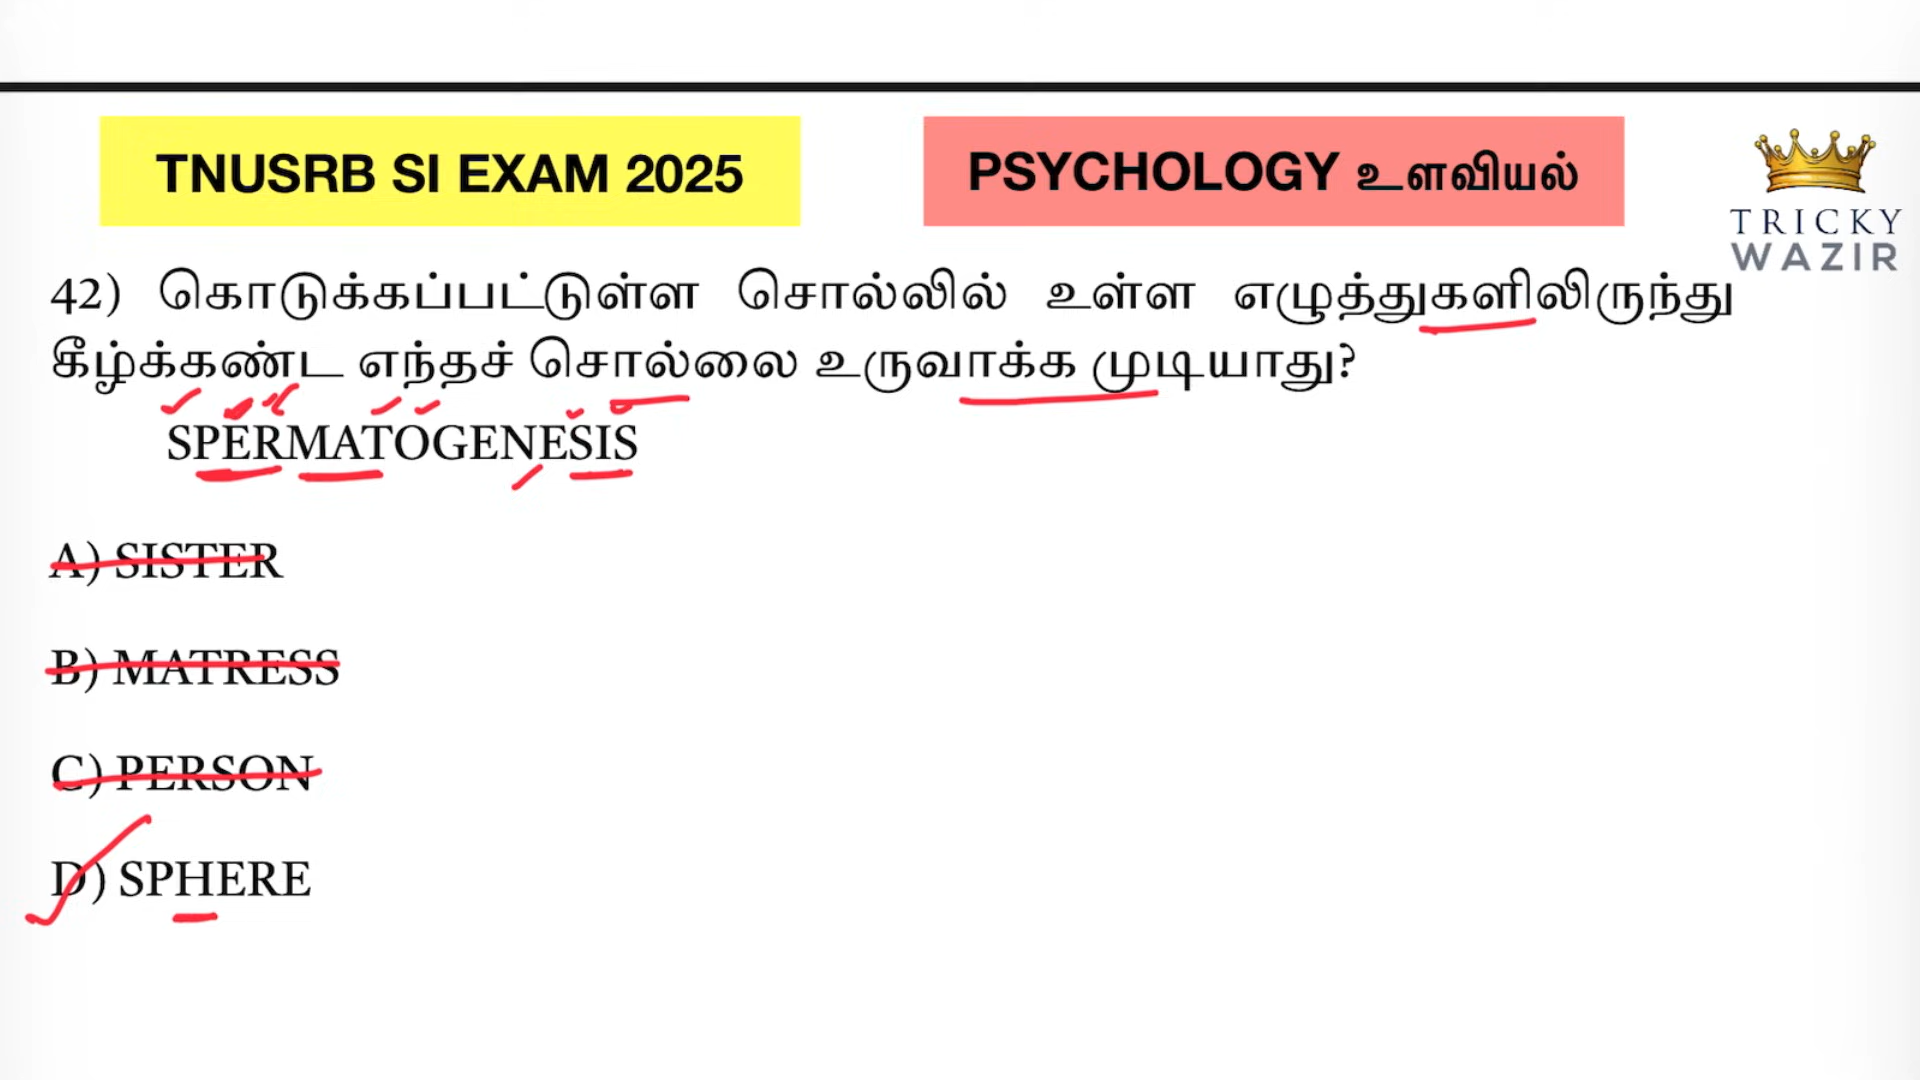 TNUSRB SI EXAM 2025
PSYCHOLOGY உளவியல்
TRICKY
WAZIR
42) கொடுக்கப்பட்டுள்ள சொல்லில் உள்ள எழுத்துகளிலிருந்து
கீழ்க்கண்ட எந்தச் சொல்லை உருவாக்க முடியாது?
SPERMATOGENESIS
A) SISTER
B) MATRESS
C) PERSON
D) SPHERE